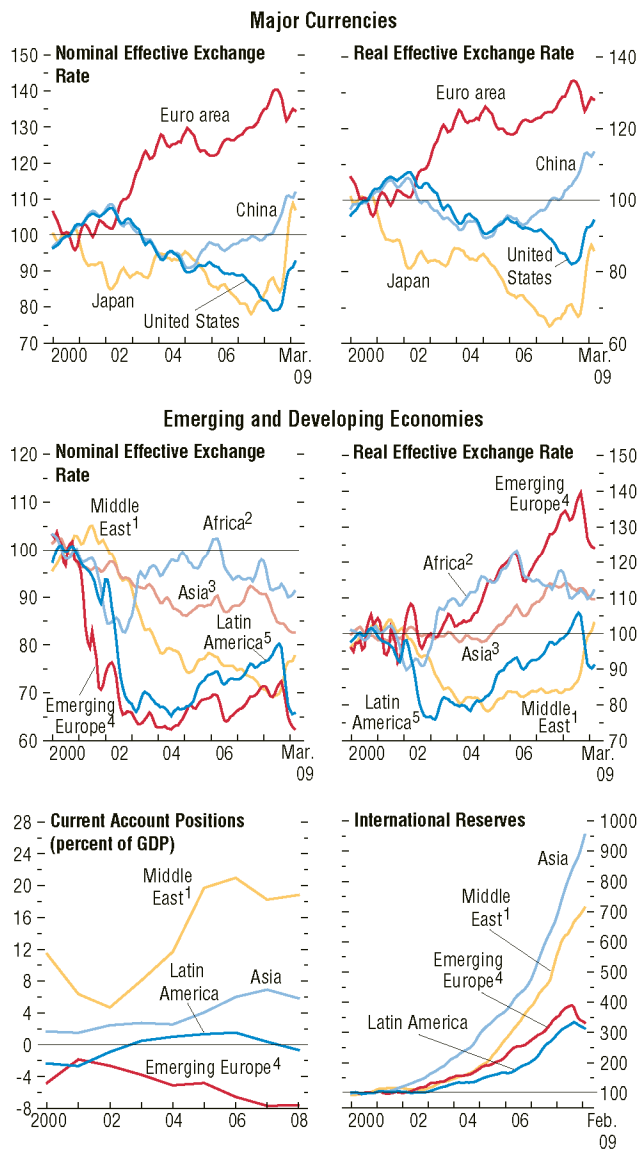 Major Currencies
Nominal Effective Exchange
Rate
150
140
130
120
110
100
90
80
70
Euro area
China
Japan
United States
2000 02 04 06 Mar.
09
Real Effective Exchange Rate
140
120
100
80
60
Euro area
China
United
States
Japan
2000 02 04 06 Mar.
09
Emerging and Developing Economies
Nominal Effective Exchange
Rate
120
110
100
90
80
70
60
Middle
East1
Africa2
Asia3
Latin
America5
Emerging
Europe4
2000 02 04 06 Mar.
09
Real Effective Exchange Rate
150
140
130
120
110
100
90
80
70
Emerging
Europe4
Africa2
Asia3
Latin
America5
Middle
East1
2000 02 04 06 Mar.
09
Current Account Positions
(percent of GDP)
28
24
20
16
12
8
4
0
-4
-8
Middle
East1
Latin
America
Asia
Emerging Europe4
2000 02 04 06 08
International Reserves
1000
900
800
700
600
500
400
300
200
100
Asia
Middle
East1
Emerging
Europe4
Latin America
2000 02 04 06 Feb.
09